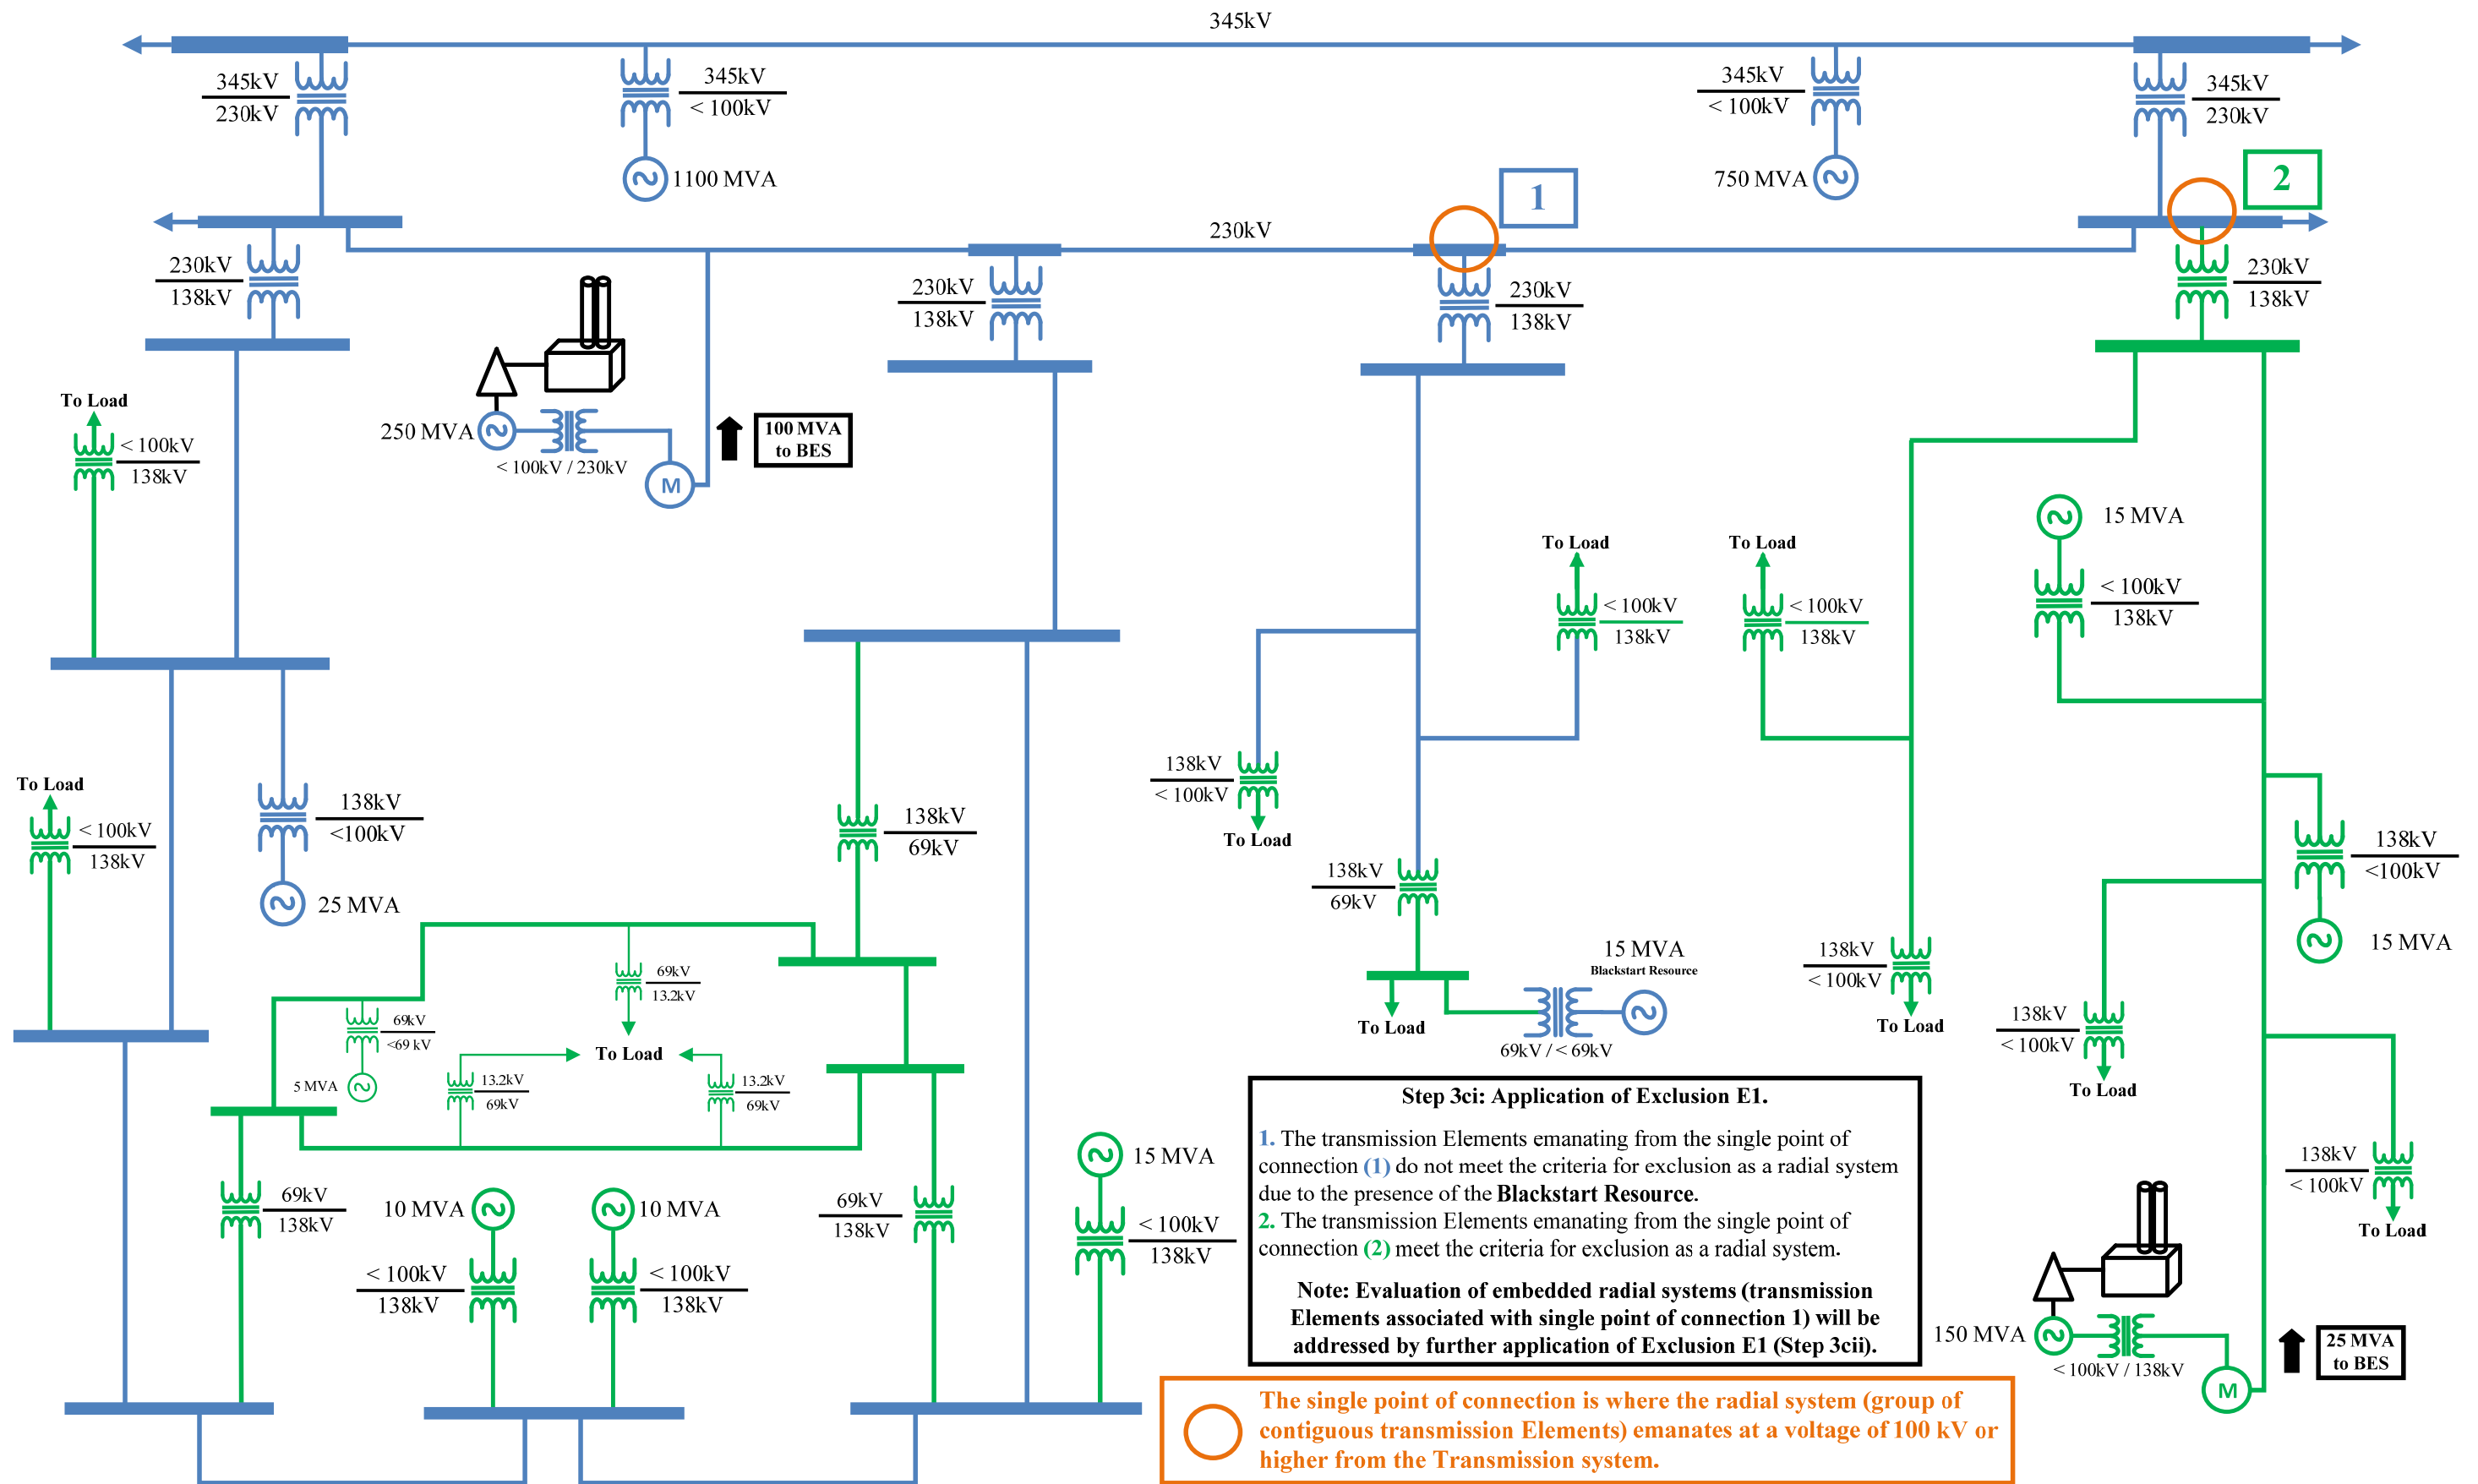 345kV
345kV
230kV
345kV
< 100kV
1100 MVA
345kV
< 100kV
750 MVA
345kV
230kV
1
2
230kV
230kV
138kV
230kV
138kV
230kV
138kV
230kV
138kV
To Load
< 100kV
138kV
250 MVA
< 100kV / 230kV
M
100 MVA
to BES
15 MVA
< 100kV
138kV
To Load
< 100kV
138kV
To Load
< 100kV
138kV
To Load
< 100kV
138kV
138kV
<100kV
25 MVA
138kV
69kV
138kV
< 100kV
To Load
138kV
69kV
To Load
15 MVA
Blackstart Resource
69kV / < 69kV
138kV
< 100kV
To Load
138kV
<100kV
15 MVA
138kV
< 100kV
To Load
138kV
< 100kV
To Load
69kV
13.2kV
69kV
<69 kV
5 MVA
To Load
13.2kV
69kV
13.2kV
69kV
69kV
138kV
10 MVA
< 100kV
138kV
10 MVA
< 100kV
138kV
69kV
138kV
15 MVA
< 100kV
138kV
150 MVA
< 100kV / 138kV
M
25 MVA
to BES
Step 3ci: Application of Exclusion E1.
1. The transmission Elements emanating from the single point of
connection (1) do not meet the criteria for exclusion as a radial system
due to the presence of the Blackstart Resource.
2. The transmission Elements emanating from the single point of
connection (2) meet the criteria for exclusion as a radial system.
Note: Evaluation of embedded radial systems (transmission
Elements associated with single point of connection 1) will be
addressed by further application of Exclusion E1 (Step 3cii).
The single point of connection is where the radial system (group of
contiguous transmission Elements) emanates at a voltage of 100 kV or
higher from the Transmission system.